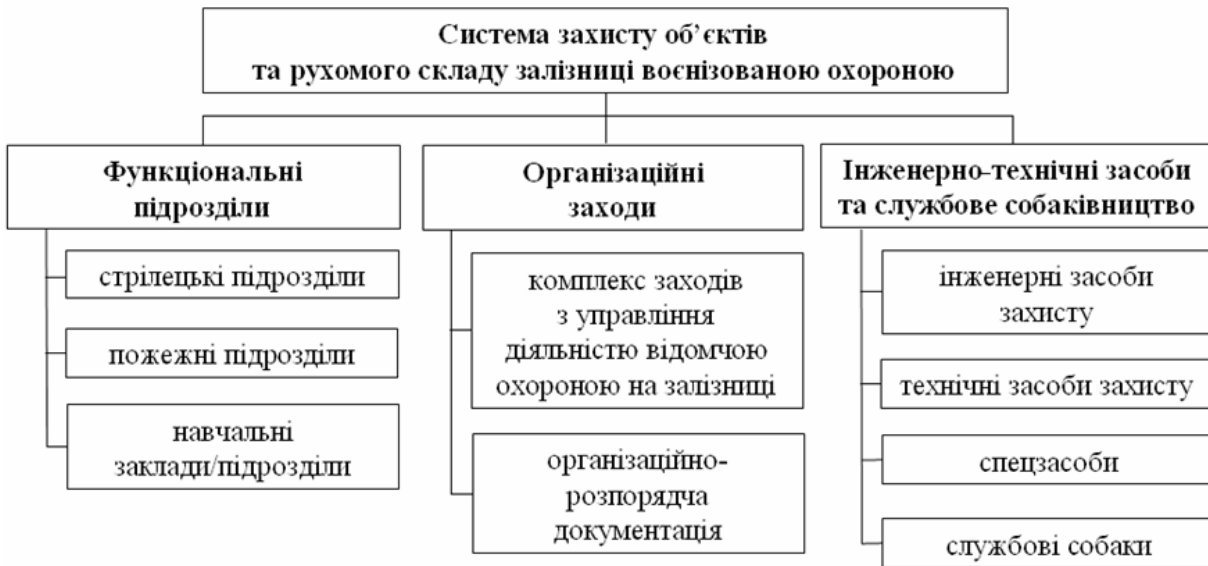 Система захисту об’єктів
та рухомого складу залізниці воєнізованою охороною
Функціональні
підрозділи
стрілецькі підрозділи
пожежні підрозділи
навчальні
заклади/підрозділи
Організаційні
заходи
комплекс заходів
з управління
діяльністю відомчою
охороною на залізниці
організаційно-
розпорядча
документація
Інженерно-технічні засоби
та службове собаківництво
інженерні засоби
захисту
технічні засоби захисту
спецзасоби
службові собаки